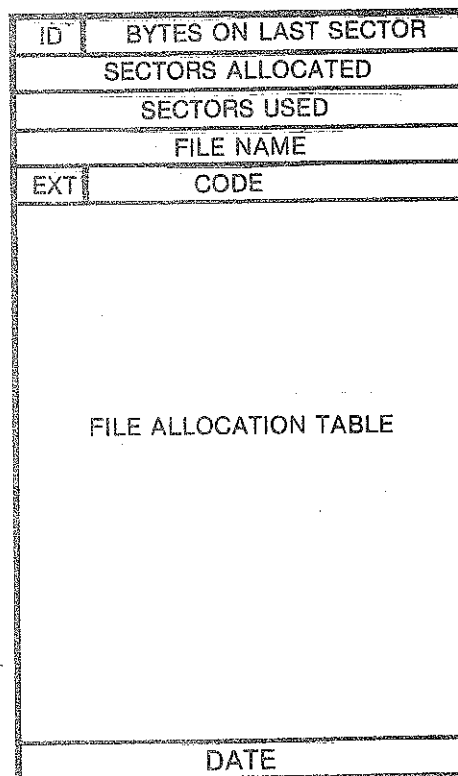 ID BYTES ON LAST SECTOR
SECTORS ALLOCATED
SECTORS USED
FILE NAME
EXT CODE
FILE ALLOCATION TABLE
DATE